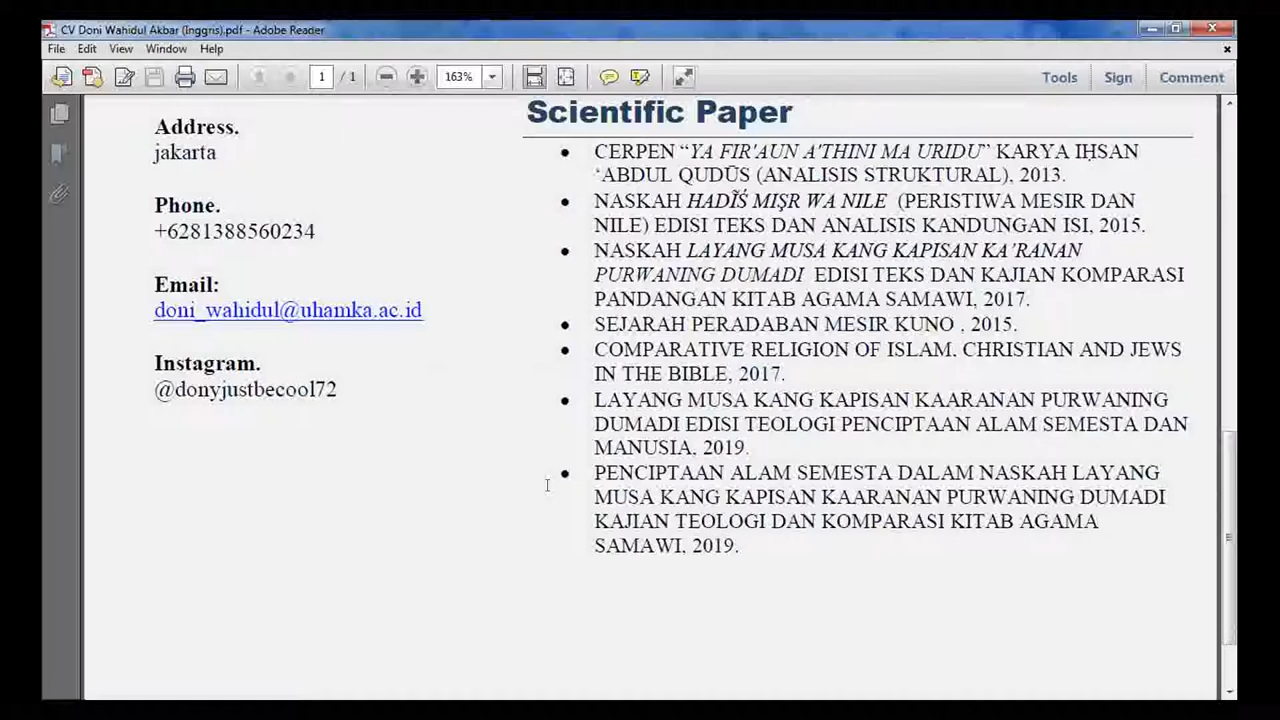 CV Doni Wahidul Akbar (Inggris).pdf - Adobe Reader
File Edit View Window Help
1 / 1 163% Tools Sign Comment
Address.
jakarta
Phone.
+6281388560234
Email:
doni_wahidul@uhamka.ac.id
Instagram.
@donyjustbecool72
Scientific Paper
• CERPEN “YA FIR'AUN A'THINI MA URIDU” KARYA IḤSAN
‘ABDUL QUDŪS (ANALISIS STRUKTURAL), 2013.
• NASKAH HADĪŚ MIṢR WA NILE (PERISTIWA MESIR DAN
NILE) EDISI TEKS DAN ANALISIS KANDUNGAN ISI, 2015.
• NASKAH LAYANG MUSA KANG KAPISAN KA’RANAN
PURWANING DUMADI EDISI TEKS DAN KAJIAN KOMPARASI
PANDANGAN KITAB AGAMA SAMAWI, 2017.
• SEJARAH PERADABAN MESIR KUNO , 2015.
• COMPARATIVE RELIGION OF ISLAM. CHRISTIAN AND JEWS
IN THE BIBLE, 2017.
• LAYANG MUSA KANG KAPISAN KAARANAN PURWANING
DUMADI EDISI TEOLOGI PENCIPTAAN ALAM SEMESTA DAN
MANUSIA, 2019.
• PENCIPTAAN ALAM SEMESTA DALAM NASKAH LAYANG
MUSA KANG KAPISAN KAARANAN PURWANING DUMADI
KAJIAN TEOLOGI DAN KOMPARASI KITAB AGAMA
SAMAWI, 2019.